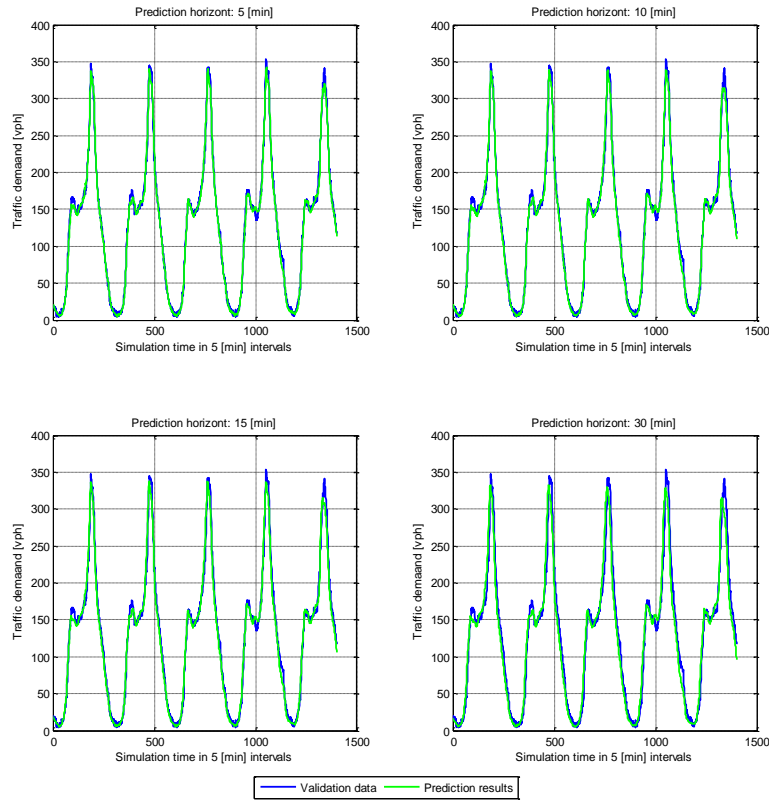 Prediction horizont: 5 [min]
400
350
300
250
200
150
100
50
0
Traffic demaand [vph]
0 500 1000 1500
Simulation time in 5 [min] intervals
Prediction horizont: 10 [min]
400
350
300
250
200
150
100
50
0
Traffic demaand [vph]
0 500 1000 1500
Simulation time in 5 [min] intervals
Prediction horizont: 15 [min]
400
350
300
250
200
150
100
50
0
Traffic demaand [vph]
0 500 1000 1500
Simulation time in 5 [min] intervals
Prediction horizont: 30 [min]
400
350
300
250
200
150
100
50
0
Traffic demaand [vph]
0 500 1000 1500
Simulation time in 5 [min] intervals
Validation data Prediction results